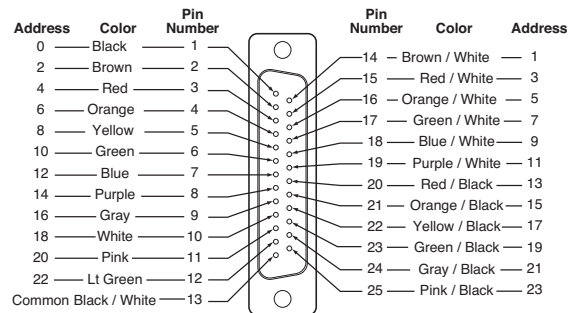 Address Color Pin Number
0 Black 1
2 Brown 2
4 Red 3
6 Orange 4
8 Yellow 5
10 Green 6
12 Blue 7
14 Purple 8
16 Gray 9
18 White 10
20 Pink 11
22 Lt Green 12
Common Black / White 13
Pin Number Color Address
14 Brown / White 1
15 Red / White 3
16 Orange / White 5
17 Green / White 7
18 Blue / White 9
19 Purple / White 11
20 Red / Black 13
21 Orange / Black 15
22 Yellow / Black 17
23 Green / Black 19
24 Gray / Black 21
25 Pink / Black 23